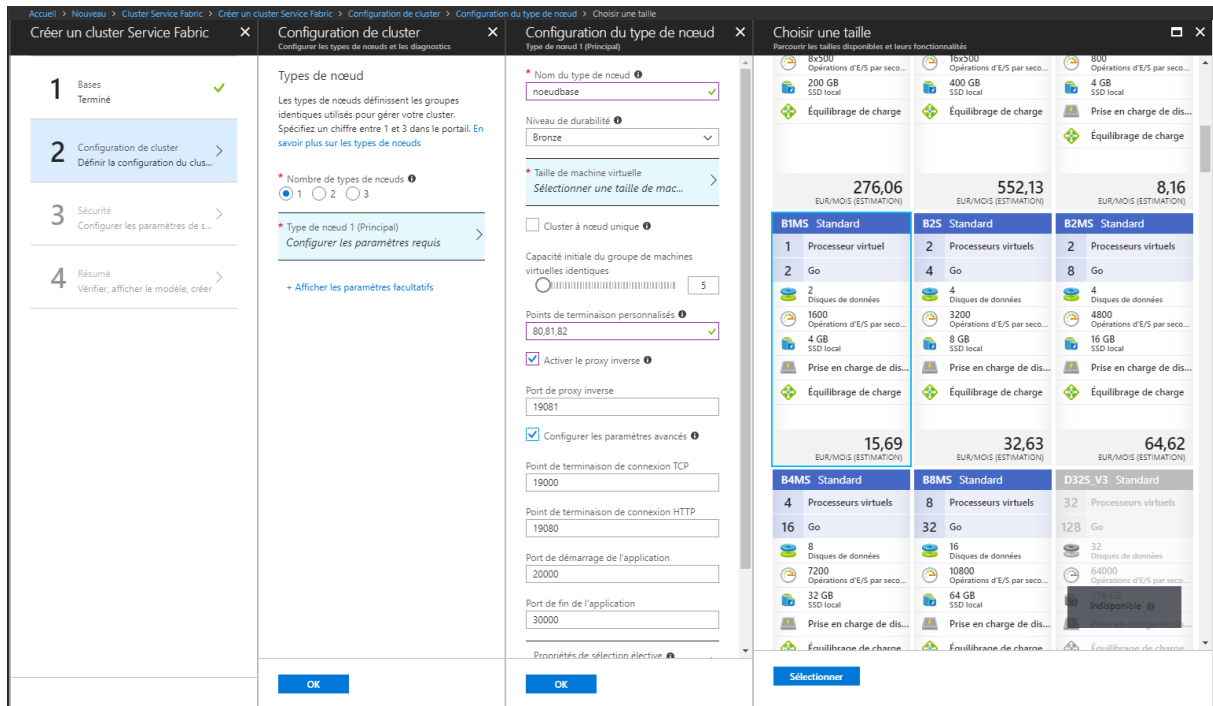 Accueil > Nouveau > Cluster Service Fabric > Créer un cluster Service Fabric > Configuration de cluster > Configuration du type de nœud > Choisir une taille
Créer un cluster Service Fabric
1
Bases
Terminé
2
Configuration de cluster
Définir la configuration du clus...
3
Sécurité
Configurer les paramètres de s...
4
Résumé
Vérifier, afficher le modèle, créer
Configuration de cluster
Configurer les types de nœuds et les diagnostics
Types de nœud
Les types de nœuds définissent les groupes
identiques utilisés pour gérer votre cluster.
Spécifiez un chiffre entre 1 et 3 dans le portail. En
savoir plus sur les types de nœuds
* Nombre de types de nœuds
1 2 3
* Type de nœud 1 (Principal)
Configurer les paramètres requis
+ Afficher les paramètres facultatifs
OK
Configuration du type de nœud
Type de nœud 1 (Principal)
* Nom du type de nœud
noeudbase
Niveau de durabilité
Bronze
* Taille de machine virtuelle
Sélectionner une taille de mac...
Cluster à nœud unique
Capacité initiale du groupe de machines
virtuelles identiques
5
Points de terminaison personnalisés
80,81,82
Activer le proxy inverse
Port de proxy inverse
19081
Configurer les paramètres avancés
Point de terminaison de connexion TCP
19000
Point de terminaison de connexion HTTP
19080
Port de démarrage de l'application
20000
Port de fin de l'application
30000
Propriétés de sélection élective
OK
Choisir une taille
Parcourir les tailles disponibles et leurs fonctionnalités
8x500
Opérations d'E/S par seco...
200 GB
SSD local
Équilibrage de charge
276,06
EUR/MOIS (ESTIMATION)
16x500
Opérations d'E/S par seco...
400 GB
SSD local
Équilibrage de charge
552,13
EUR/MOIS (ESTIMATION)
800
Opérations d'E/S par seco...
4 GB
SSD local
Prise en charge de dis...
Équilibrage de charge
8,16
EUR/MOIS (ESTIMATION)
B1MS Standard
1 Processeur virtuel
2 Go
2
Disques de données
1600
Opérations d'E/S par seco...
4 GB
SSD local
Prise en charge de dis...
Équilibrage de charge
15,69
EUR/MOIS (ESTIMATION)
B2S Standard
2 Processeurs virtuels
4 Go
4
Disques de données
3200
Opérations d'E/S par seco...
8 GB
SSD local
Prise en charge de dis...
Équilibrage de charge
32,63
EUR/MOIS (ESTIMATION)
B2MS Standard
2 Processeurs virtuels
8 Go
4
Disques de données
4800
Opérations d'E/S par seco...
16 GB
SSD local
Prise en charge de dis...
Équilibrage de charge
64,62
EUR/MOIS (ESTIMATION)
B4MS Standard
4 Processeurs virtuels
16 Go
8
Disques de données
7200
Opérations d'E/S par seco...
32 GB
SSD local
Prise en charge de dis...
Équilibrage de charge
B8MS Standard
8 Processeurs virtuels
32 Go
16
Disques de données
10800
Opérations d'E/S par seco...
64 GB
SSD local
Prise en charge de dis...
Équilibrage de charge
D32S_V3 Standard
32 Processeurs virtuels
128 Go
32
Disques de données
64000
Opérations d'E/S par seco...
Indisponible
Équilibrage de charge
Sélectionner